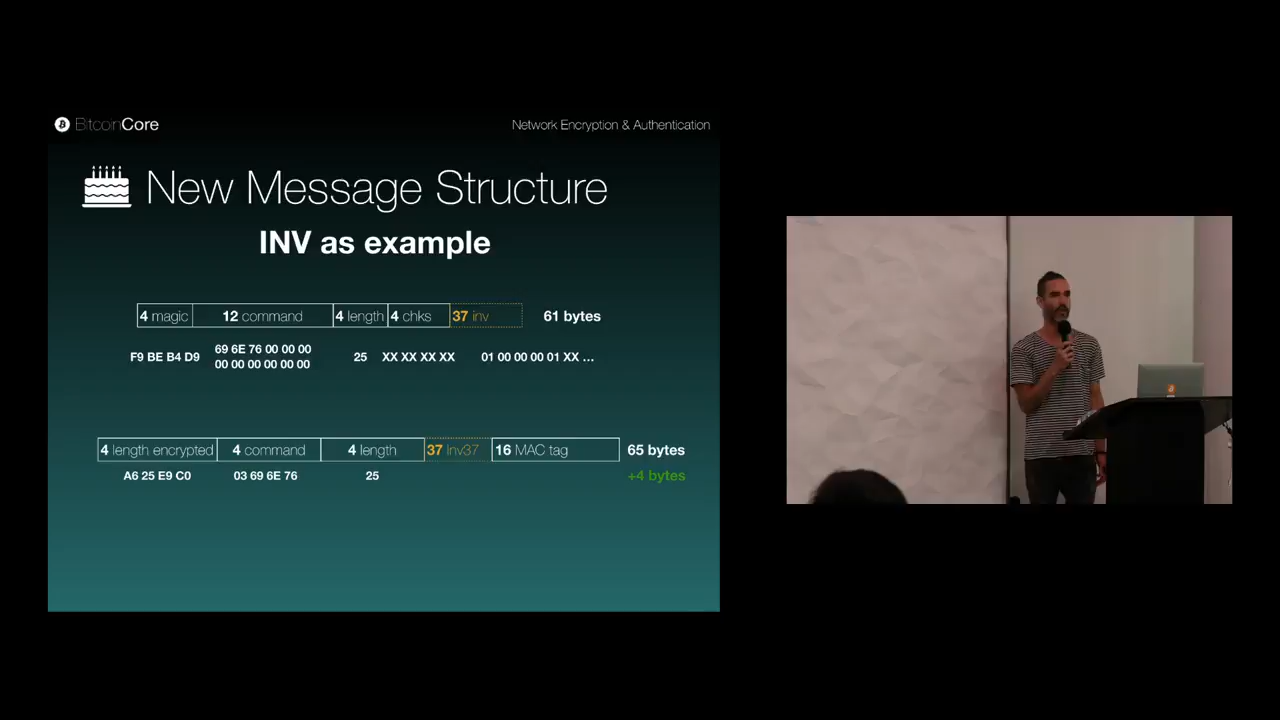 BitcoinCore
Network Encryption & Authentication
New Message Structure
INV as example
4 magic 12 command 4 length 4 chks 37 inv 61 bytes
F9 BE B4 D9 69 6E 76 00 00 00 25 XX XX XX XX 01 00 00 00 01 XX ...
00 00 00 00 00 00
4 length encrypted 4 command 4 length 37 Inv37 16 MAC tag 65 bytes
A6 25 E9 C0 03 69 6E 76 25 +4 bytes